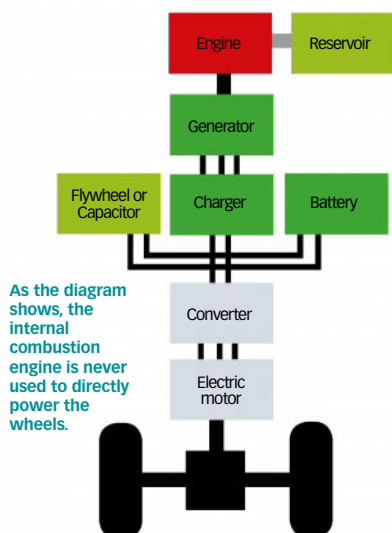 Engine
Reservoir
Generator
Flywheel or
Capacitor
Charger
Battery
As the diagram
shows, the
internal
combustion
engine is never
used to directly
power the
wheels.
Converter
Electric
motor